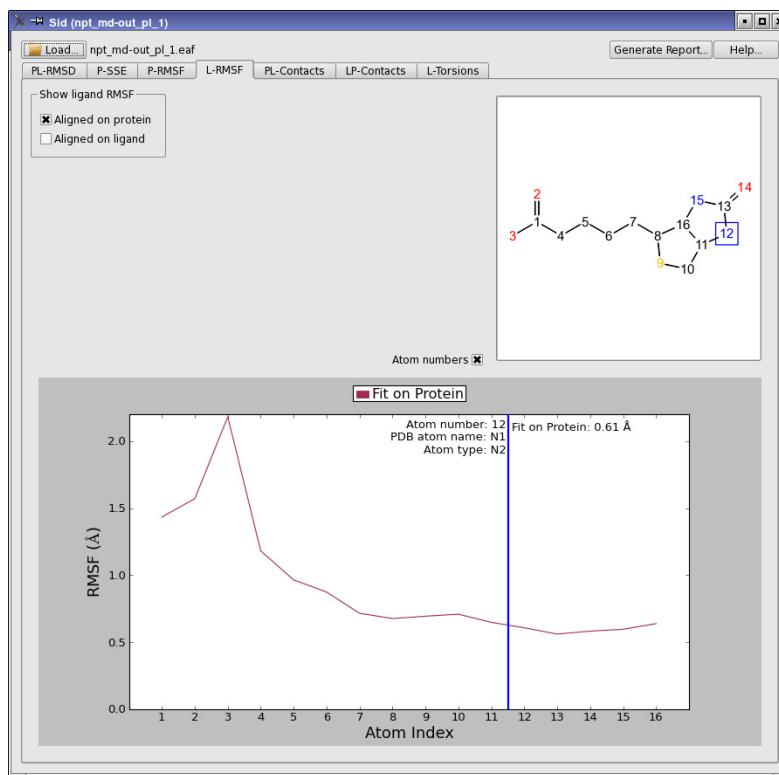 Sid (npt_md-out_pl_1)
Load... npt_md-out_pl_1.eaf Generate Report... Help...
PL-RMSD P-SSE P-RMSF L-RMSF PL-Contacts LP-Contacts L-Torsions
Show ligand RMSF
Aligned on protein
Aligned on ligand
2 14
15 13
1 5 7 16
3 4 6 8 11 12
9 10
Atom numbers
Fit on Protein
Atom number: 12 Fit on Protein: 0.61 Å
PDB atom name: N1
Atom type: N2
RMSF (Å)
2.0
1.5
1.0
0.5
0.0
1 2 3 4 5 6 7 8 9 10 11 12 13 14 15 16
Atom Index